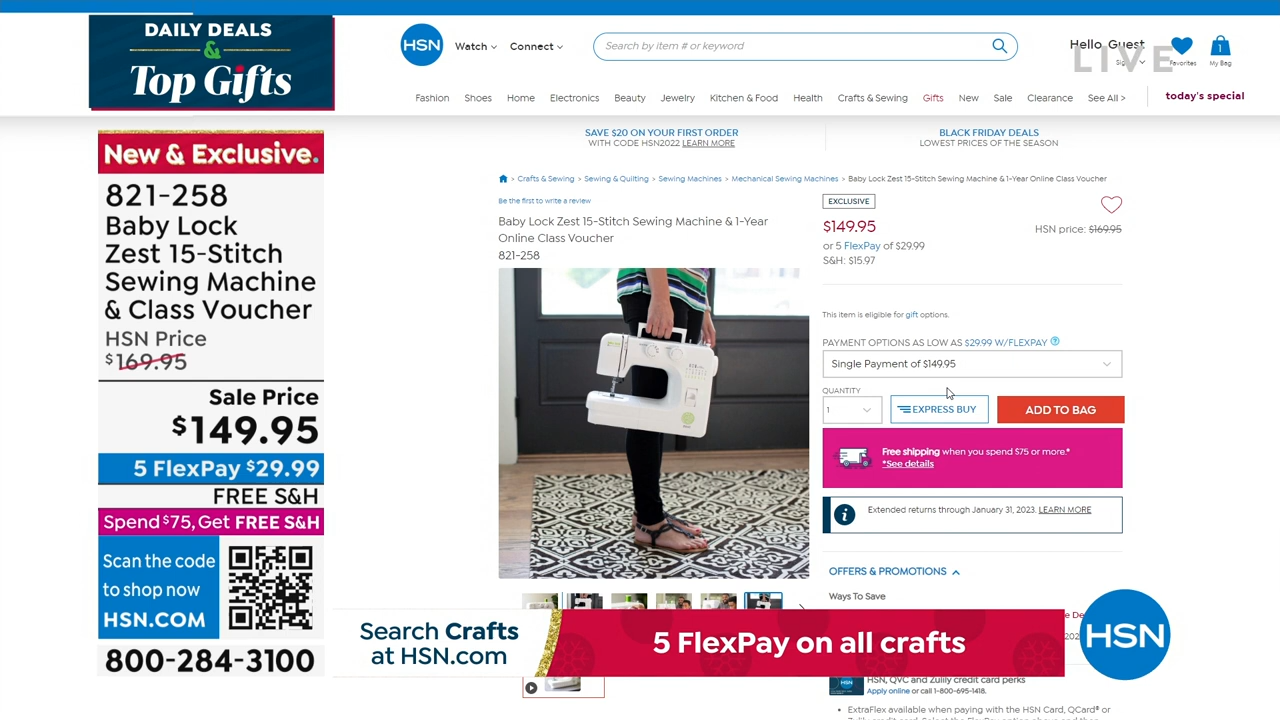 DAILY DEALS
&
Top Gifts
HSN
Watch
Connect
Search by item # or keyword
Hello, Guest
LIVE
Favorites
1
My Bag
Fashion
Shoes
Home
Electronics
Beauty
Jewelry
Kitchen & Food
Health
Crafts & Sewing
Gifts
New
Sale
Clearance
See All >
today's special
SAVE $20 ON YOUR FIRST ORDER
WITH CODE HSN2022 LEARN MORE
BLACK FRIDAY DEALS
LOWEST PRICES OF THE SEASON
New & Exclusive.
821-258
Baby Lock
Zest 15-Stitch
Sewing Machine
& Class Voucher
HSN Price
$169.95
Sale Price
$149.95
5 FlexPay $29.99
FREE S&H
Spend $75, Get FREE S&H
Scan the code
to shop now
HSN.COM
800-284-3100
> Crafts & Sewing > Sewing & Quilting > Sewing Machines > Mechanical Sewing Machines > Baby Lock Zest 15-Stitch Sewing Machine & 1-Year Online Class Voucher
Be the first to write a review
Baby Lock Zest 15-Stitch Sewing Machine & 1-Year
Online Class Voucher
821-258
EXCLUSIVE
$149.95
HSN price: $169.95
or 5 FlexPay of $29.99
S&H: $15.97
This item is eligible for gift options.
PAYMENT OPTIONS AS LOW AS $29.99 W/FLEXPAY
Single Payment of $149.95
QUANTITY
1
EXPRESS BUY
ADD TO BAG
Free shipping when you spend $75 or more.*
*See details
Extended returns through January 31, 2023. LEARN MORE
OFFERS & PROMOTIONS
Ways To Save
Search Crafts
at HSN.com
5 FlexPay on all crafts
HSN
HSN, QVC and Zulily credit card perks
Apply online or call 1-800-695-1418.
• ExtraFlex available when paying with the HSN Card, QCard® or